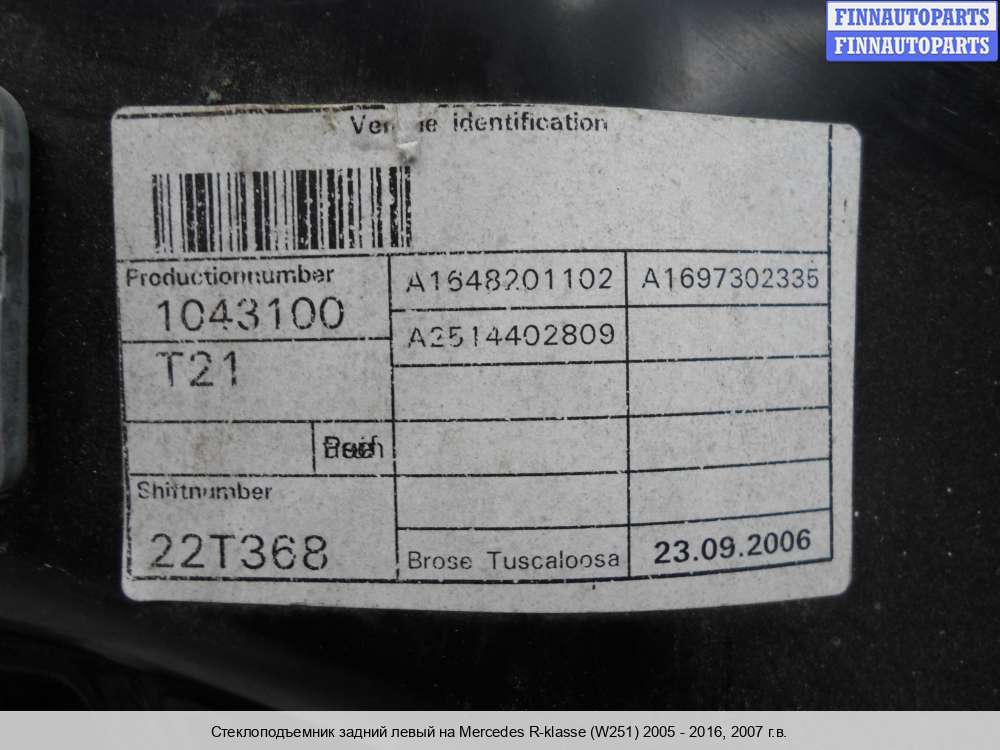 FINNAUTOPARTS
FINNAUTOPARTS
identification
Productionnumber
1043100
T21
A1648201102
A1697302335
A2514402809
Shiftnumber
22T368
Brose Tuscaloosa
23.09.2006
Стеклоподъемник задний левый на Mercedes R-klasse (W251) 2005 - 2016, 2007 г.в.